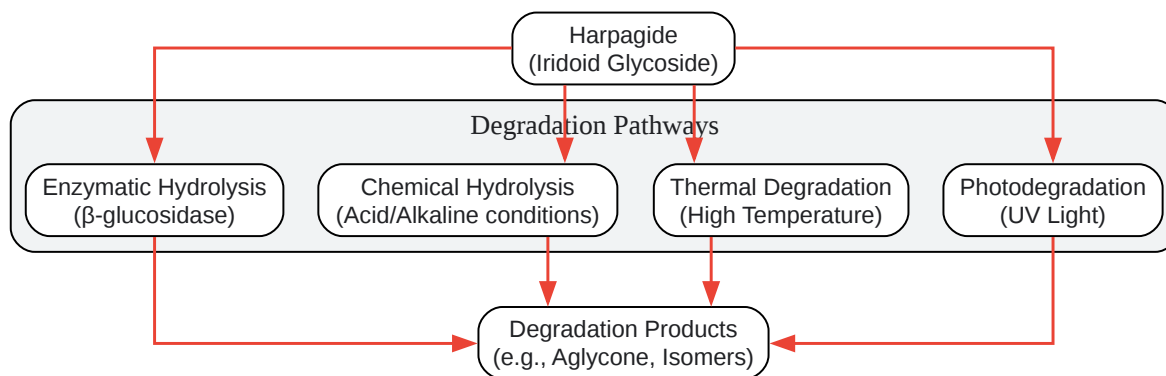 Harpagide
(Iridoid Glycoside)
Degradation Pathways
Enzymatic Hydrolysis
(β-glucosidase)
Chemical Hydrolysis
(Acid/Alkaline conditions)
Thermal Degradation
(High Temperature)
Photodegradation
(UV Light)
Degradation Products
(e.g., Aglycone, Isomers)